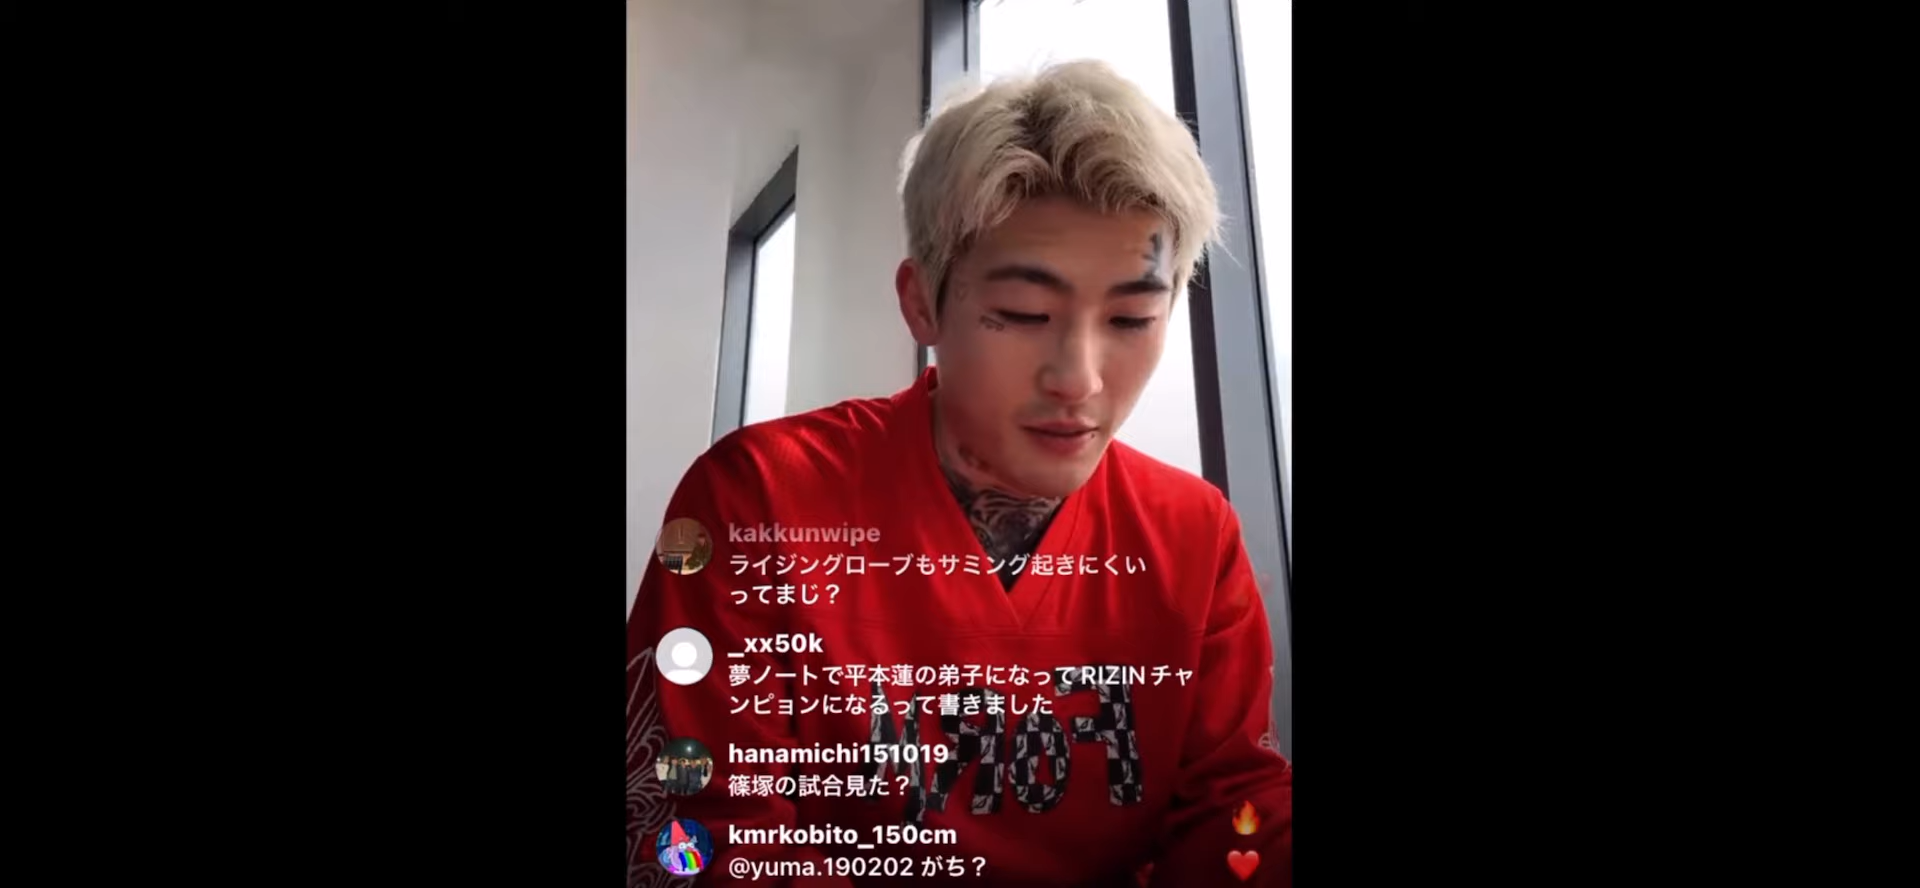 kakkunwipe
ライジングローブもサミング起きにくい
ってまじ？
_xx50k
夢ノートで平本蓮の弟子になってRIZINチャ
ンピョンになるって書きました
hanamichi151019
篠塚の試合見た？
kmrkobito_150cm
@yuma.190202 がち？
FORM